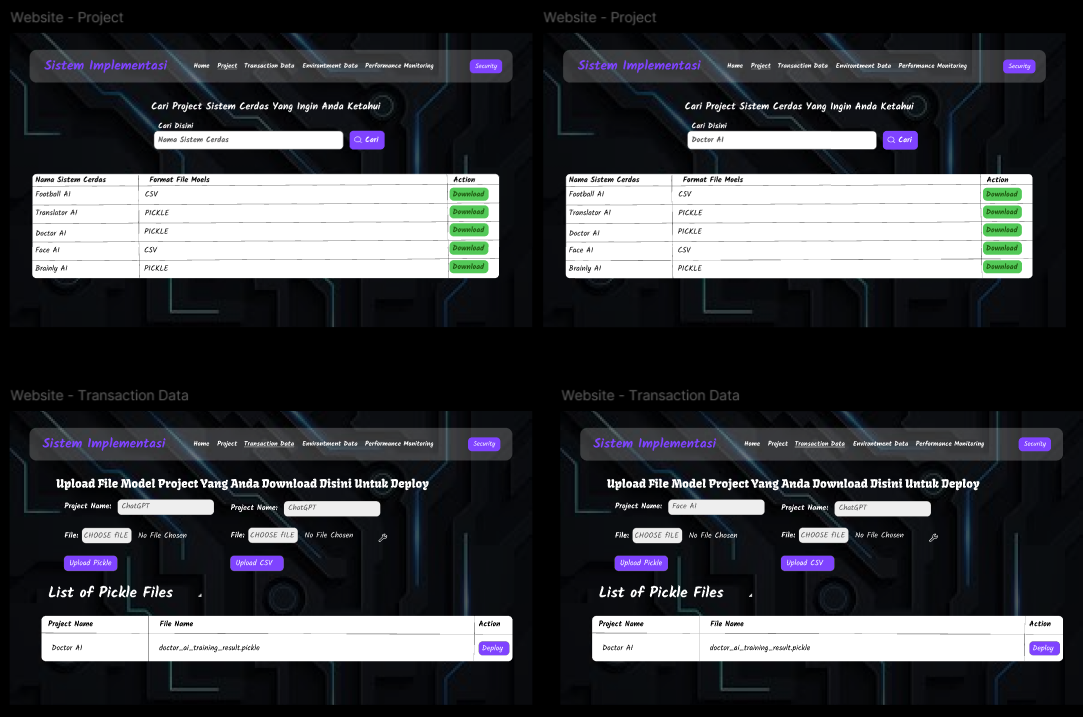 Website - Project
Sistem Implementasi Home Project Transaction Data Environtment Data Performance Monitoring Security
Cari Project Sistem Cerdas Yang Ingin Anda Ketahui
Cari Disini
Nama Sistem Cerdas Cari
Nama Sistem Cerdas Format File Moels Action
Football AI CSV Download
Translator AI PICKLE Download
Doctor AI PICKLE Download
Face AI CSV Download
Brainly AI PICKLE Download
Website - Project
Sistem Implementasi Home Project Transaction Data Environtment Data Performance Monitoring Security
Cari Project Sistem Cerdas Yang Ingin Anda Ketahui
Cari Disini
Doctor AI Cari
Nama Sistem Cerdas Format File Moels Action
Football AI CSV Download
Translator AI PICKLE Download
Doctor AI PICKLE Download
Face AI CSV Download
Brainly AI PICKLE Download
Website - Transaction Data
Sistem Implementasi Home Project Transaction Data Environtment Data Performance Monitoring Security
Upload File Model Project Yang Anda Download Disini Untuk Deploy
Project Name: ChatGPT Project Name: ChatGPT
File: CHOOSE FILE No File Chosen File: CHOOSE FILE No File Chosen
Upload Pickle Upload CSV
List of Pickle Files
Project Name File Name Action
Doctor AI doctor_ai_training_result.pickle Deploy
Website - Transaction Data
Sistem Implementasi Home Project Transaction Data Environtment Data Performance Monitoring Security
Upload File Model Project Yang Anda Download Disini Untuk Deploy
Project Name: Face AI Project Name: ChatGPT
File: CHOOSE FILE No File Chosen File: CHOOSE FILE No File Chosen
Upload Pickle Upload CSV
List of Pickle Files
Project Name File Name Action
Doctor AI doctor_ai_training_result.pickle Deploy